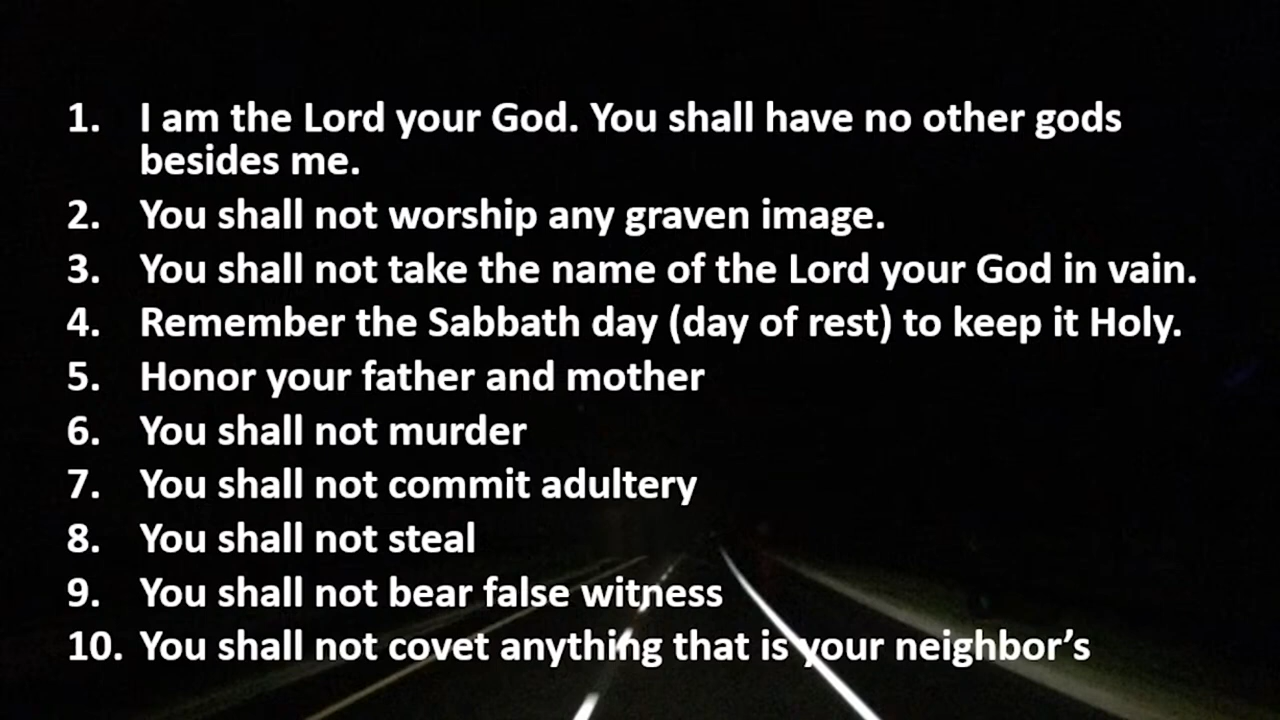 1. I am the Lord your God. You shall have no other gods
besides me.
2. You shall not worship any graven image.
3. You shall not take the name of the Lord your God in vain.
4. Remember the Sabbath day (day of rest) to keep it Holy.
5. Honor your father and mother
6. You shall not murder
7. You shall not commit adultery
8. You shall not steal
9. You shall not bear false witness
10. You shall not covet anything that is your neighbor’s